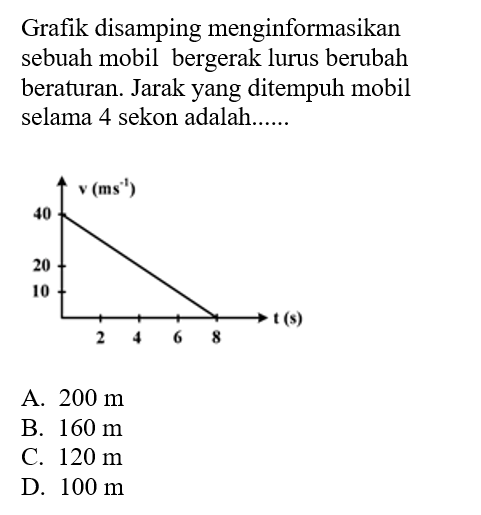 Grafik disamping menginformasikan
sebuah mobil bergerak lurus berubah
beraturan. Jarak yang ditempuh mobil
selama 4 sekon adalah......
v (ms⁻¹)
40
20
10
t (s)
2 4 6 8
A. 200 m
B. 160 m
C. 120 m
D. 100 m